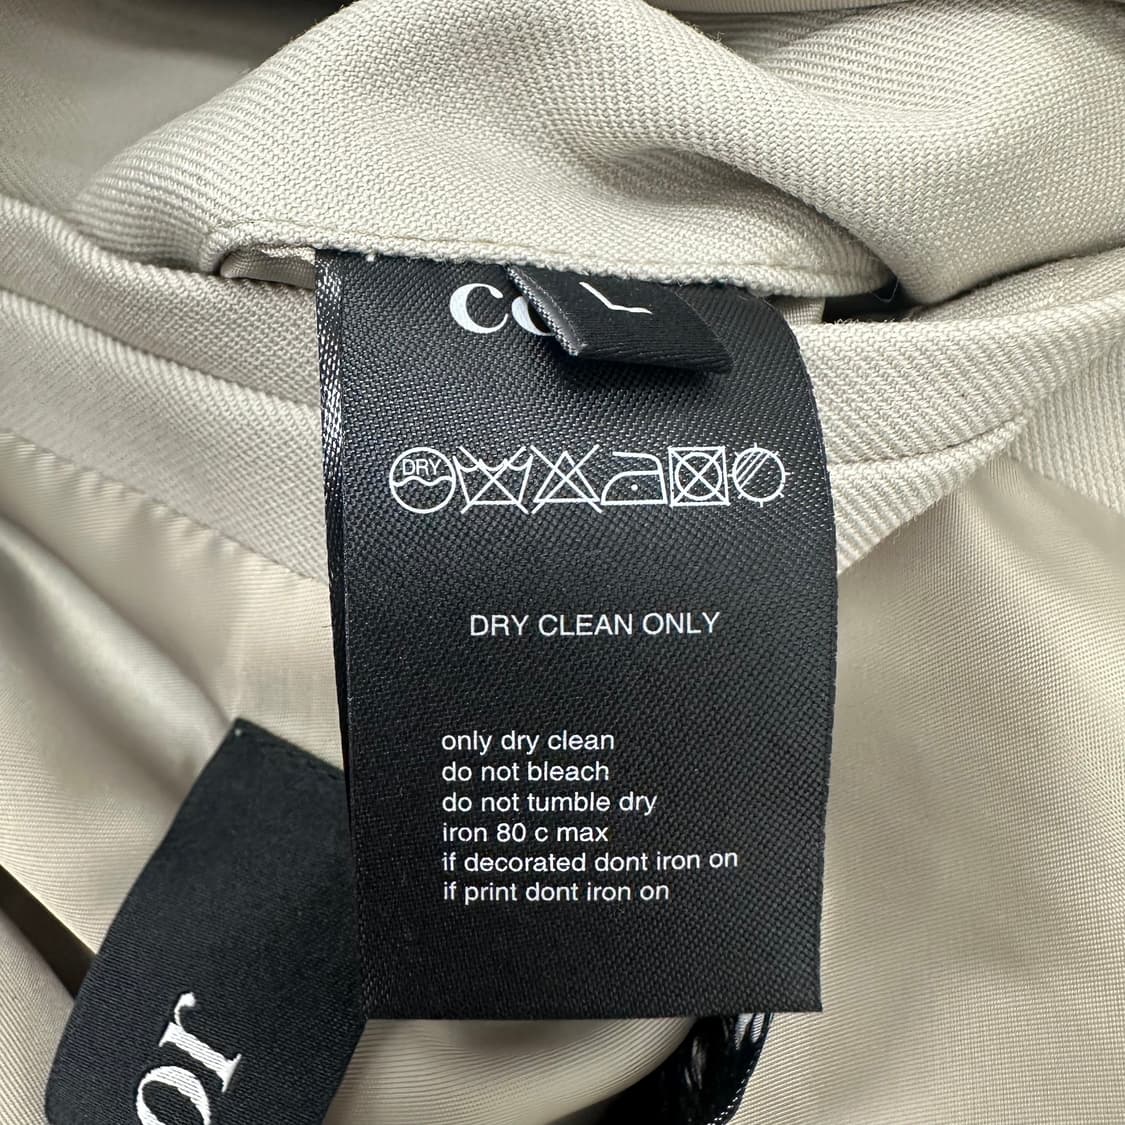 L
DRY
DRY CLEAN ONLY
only dry clean
do not bleach
do not tumble dry
iron 80 c max
if decorated dont iron on
if print dont iron on
or